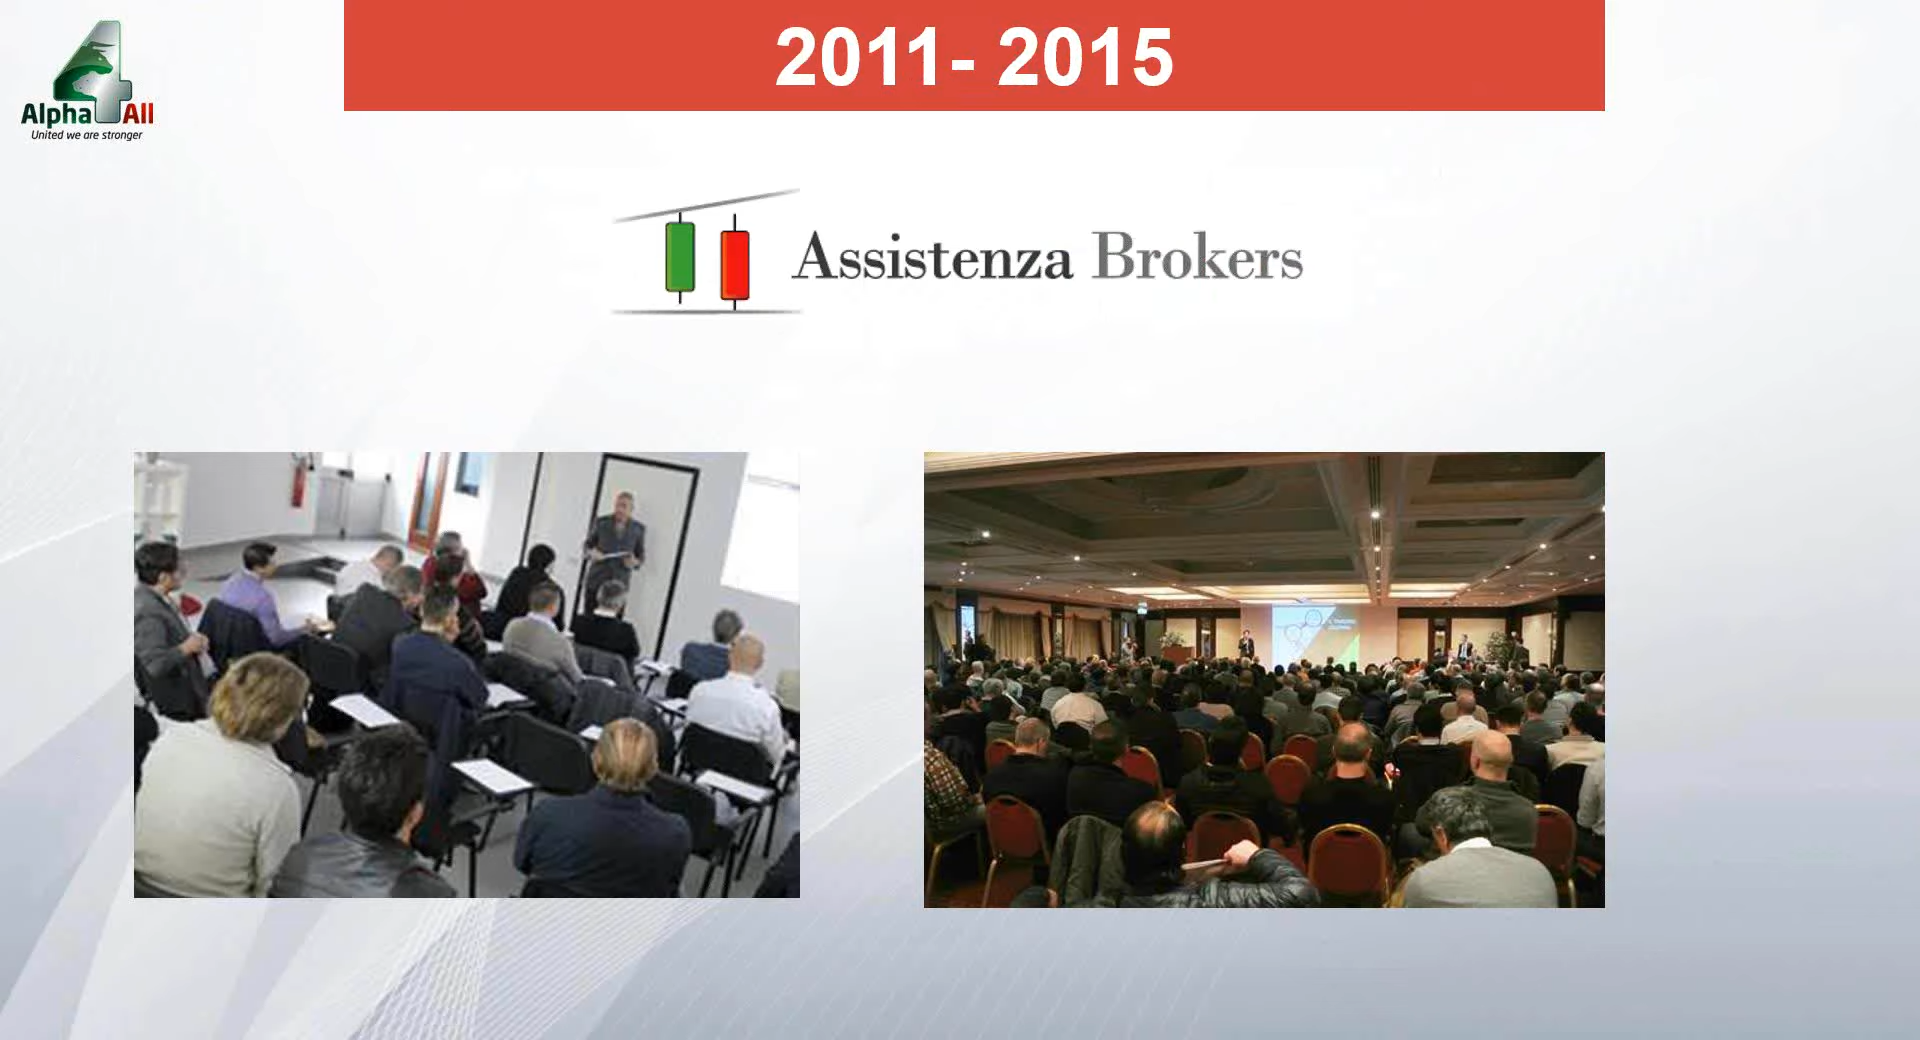 2011- 2015
Alpha 4 All
United we are stronger
Assistenza Brokers